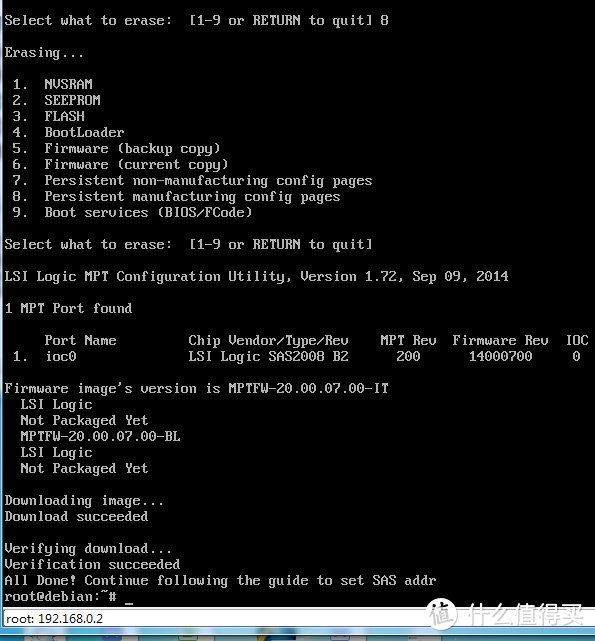 Select what to erase:  [1-9 or RETURN to quit] 8
Erasing...
1.  NVSRAM
2.  SEEPROM
3.  FLASH
4.  BootLoader
5.  Firmware (backup copy)
6.  Firmware (current copy)
7.  Persistent non-manufacturing config pages
8.  Persistent manufacturing config pages
9.  Boot services (BIOS/FCode)
Select what to erase:  [1-9 or RETURN to quit]
LSI Logic MPT Configuration Utility, Version 1.72, Sep 09, 2014
1 MPT Port found
Port Name         Chip Vendor/Type/Rev    MPT Rev  Firmware Rev  IOC
1.  ioc0              LSI Logic SAS2008 B2      200      14000700     0
Firmware image's version is MPTFW-20.00.07.00-IT
LSI Logic
Not Packaged Yet
MPTFW-20.00.07.00-BL
LSI Logic
Not Packaged Yet
Downloading image...
Download succeeded
Verifying download...
Verification succeeded
All Done! Continue following the guide to set SAS addr
root@debian:~# _
root: 192.168.0.2
值 什么值得买